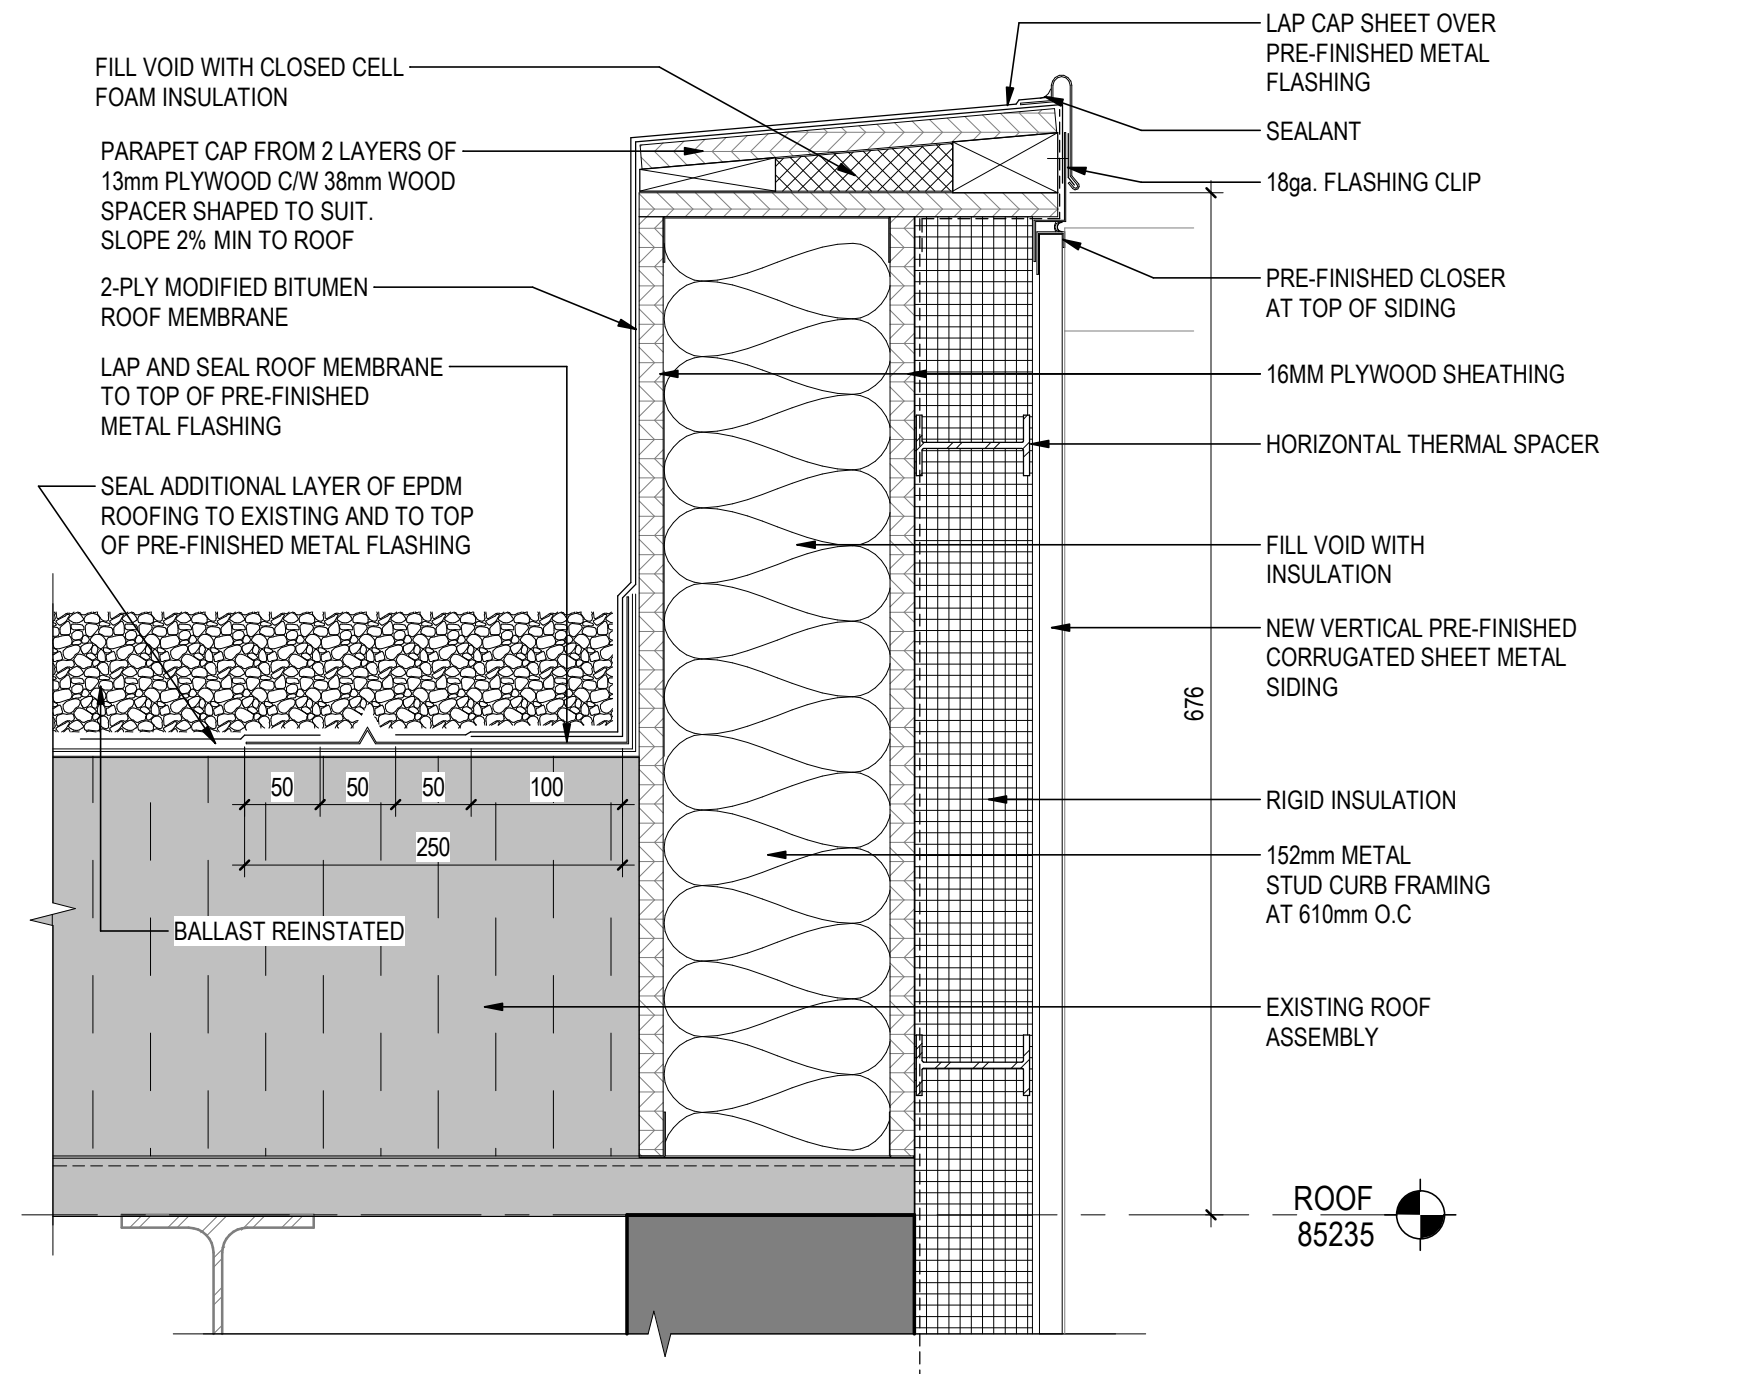 FILL VOID WITH CLOSED CELL
FOAM INSULATION
PARAPET CAP FROM 2 LAYERS OF
13mm PLYWOOD C/W 38mm WOOD
SPACER SHAPED TO SUIT.
SLOPE 2% MIN TO ROOF
2-PLY MODIFIED BITUMEN
ROOF MEMBRANE
LAP AND SEAL ROOF MEMBRANE
TO TOP OF PRE-FINISHED
METAL FLASHING
SEAL ADDITIONAL LAYER OF EPDM
ROOFING TO EXISTING AND TO TOP
OF PRE-FINISHED METAL FLASHING
50
50
50
100
250
BALLAST REINSTATED
LAP CAP SHEET OVER
PRE-FINISHED METAL
FLASHING
SEALANT
18ga. FLASHING CLIP
PRE-FINISHED CLOSER
AT TOP OF SIDING
16MM PLYWOOD SHEATHING
HORIZONTAL THERMAL SPACER
FILL VOID WITH
INSULATION
NEW VERTICAL PRE-FINISHED
CORRUGATED SHEET METAL
SIDING
676
RIGID INSULATION
152mm METAL
STUD CURB FRAMING
AT 610mm O.C
EXISTING ROOF
ASSEMBLY
ROOF
85235